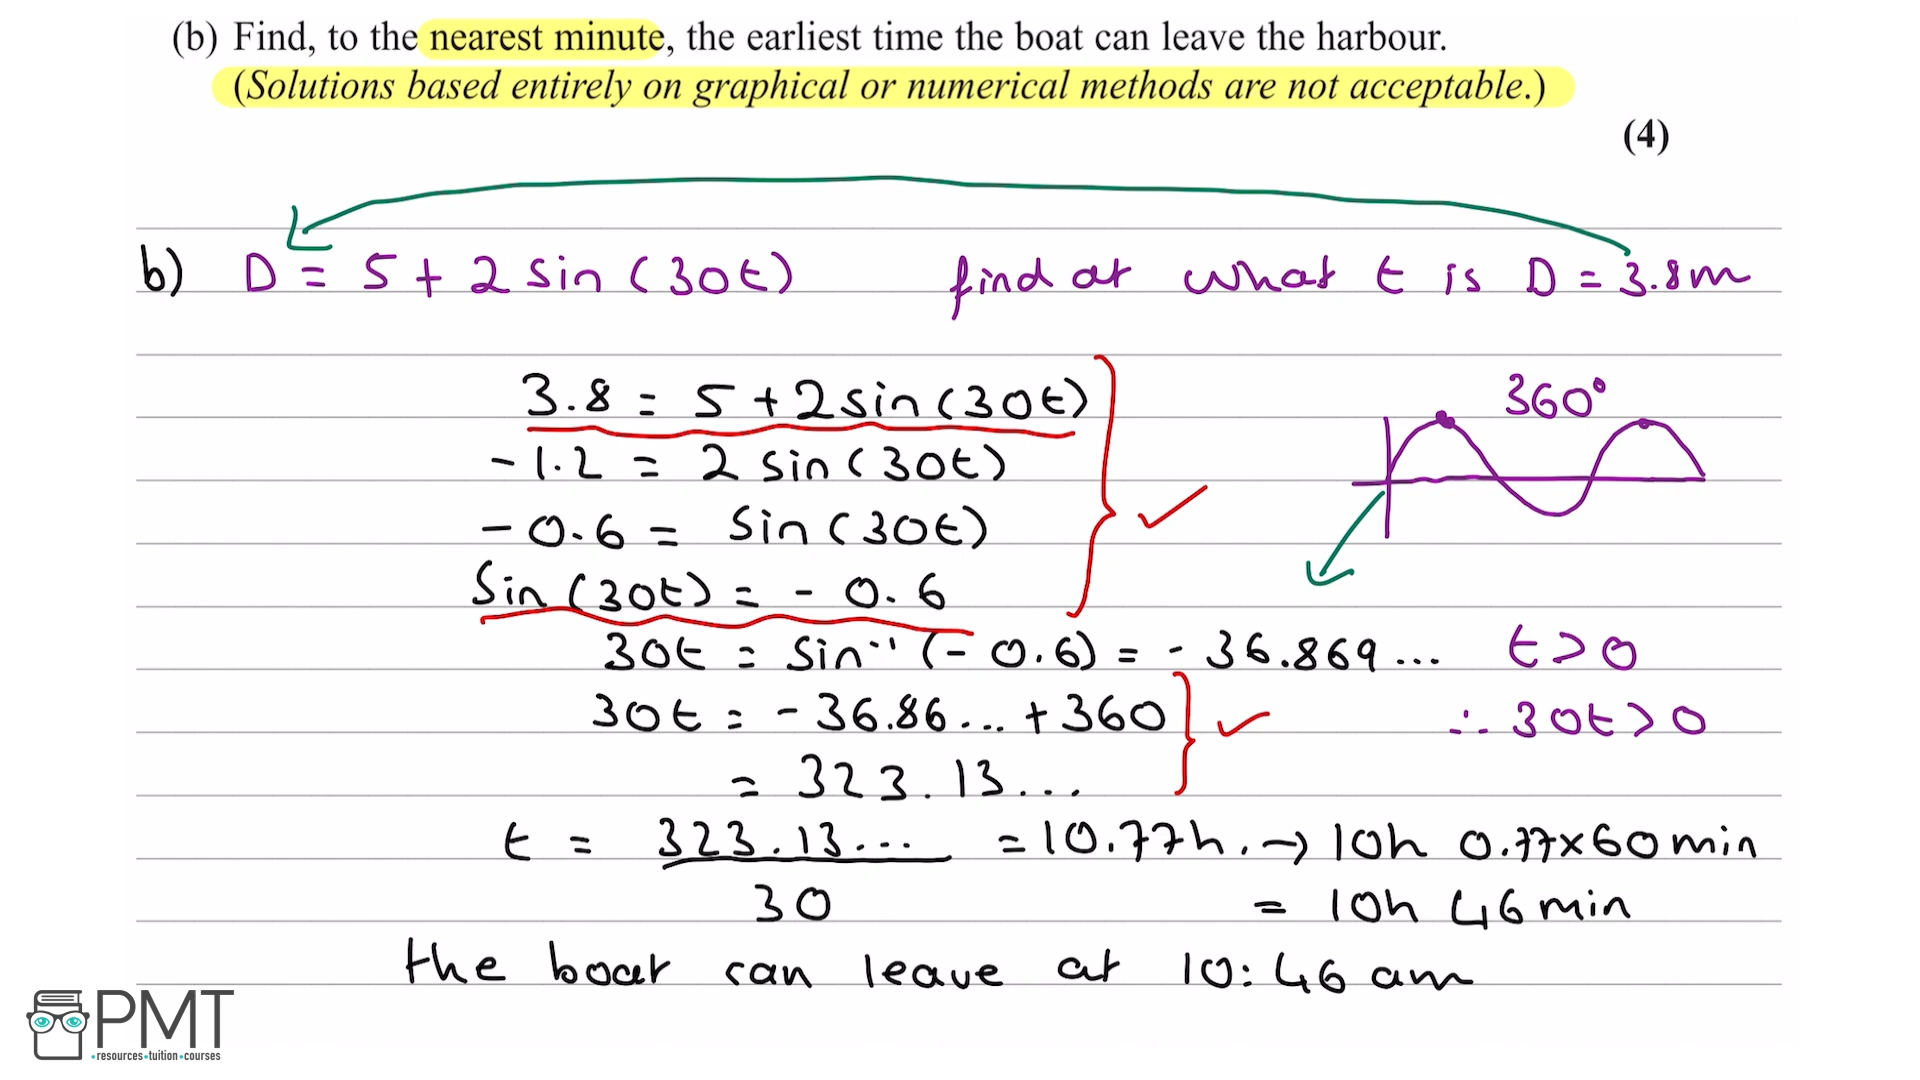 (b) Find, to the nearest minute, the earliest time the boat can leave the harbour.
(Solutions based entirely on graphical or numerical methods are not acceptable.)
(4)
b) D = 5 + 2 sin (30t) find at what t is D = 3.8m
3.8 = 5 + 2 sin (30t)
360°
-1.2 = 2 sin (30t)
-0.6 = sin (30t)
sin (30t) = -0.6
30t = sin⁻¹ (-0.6) = -36.869... t > 0
30t = -36.86... + 360 ∴ 30t > 0
= 323.13...
t = 323.13... = 10.77h. → 10h 0.77×60 min
30 = 10h 46 min
the boat can leave at 10:46 am
PMT
•resources•tuition•courses